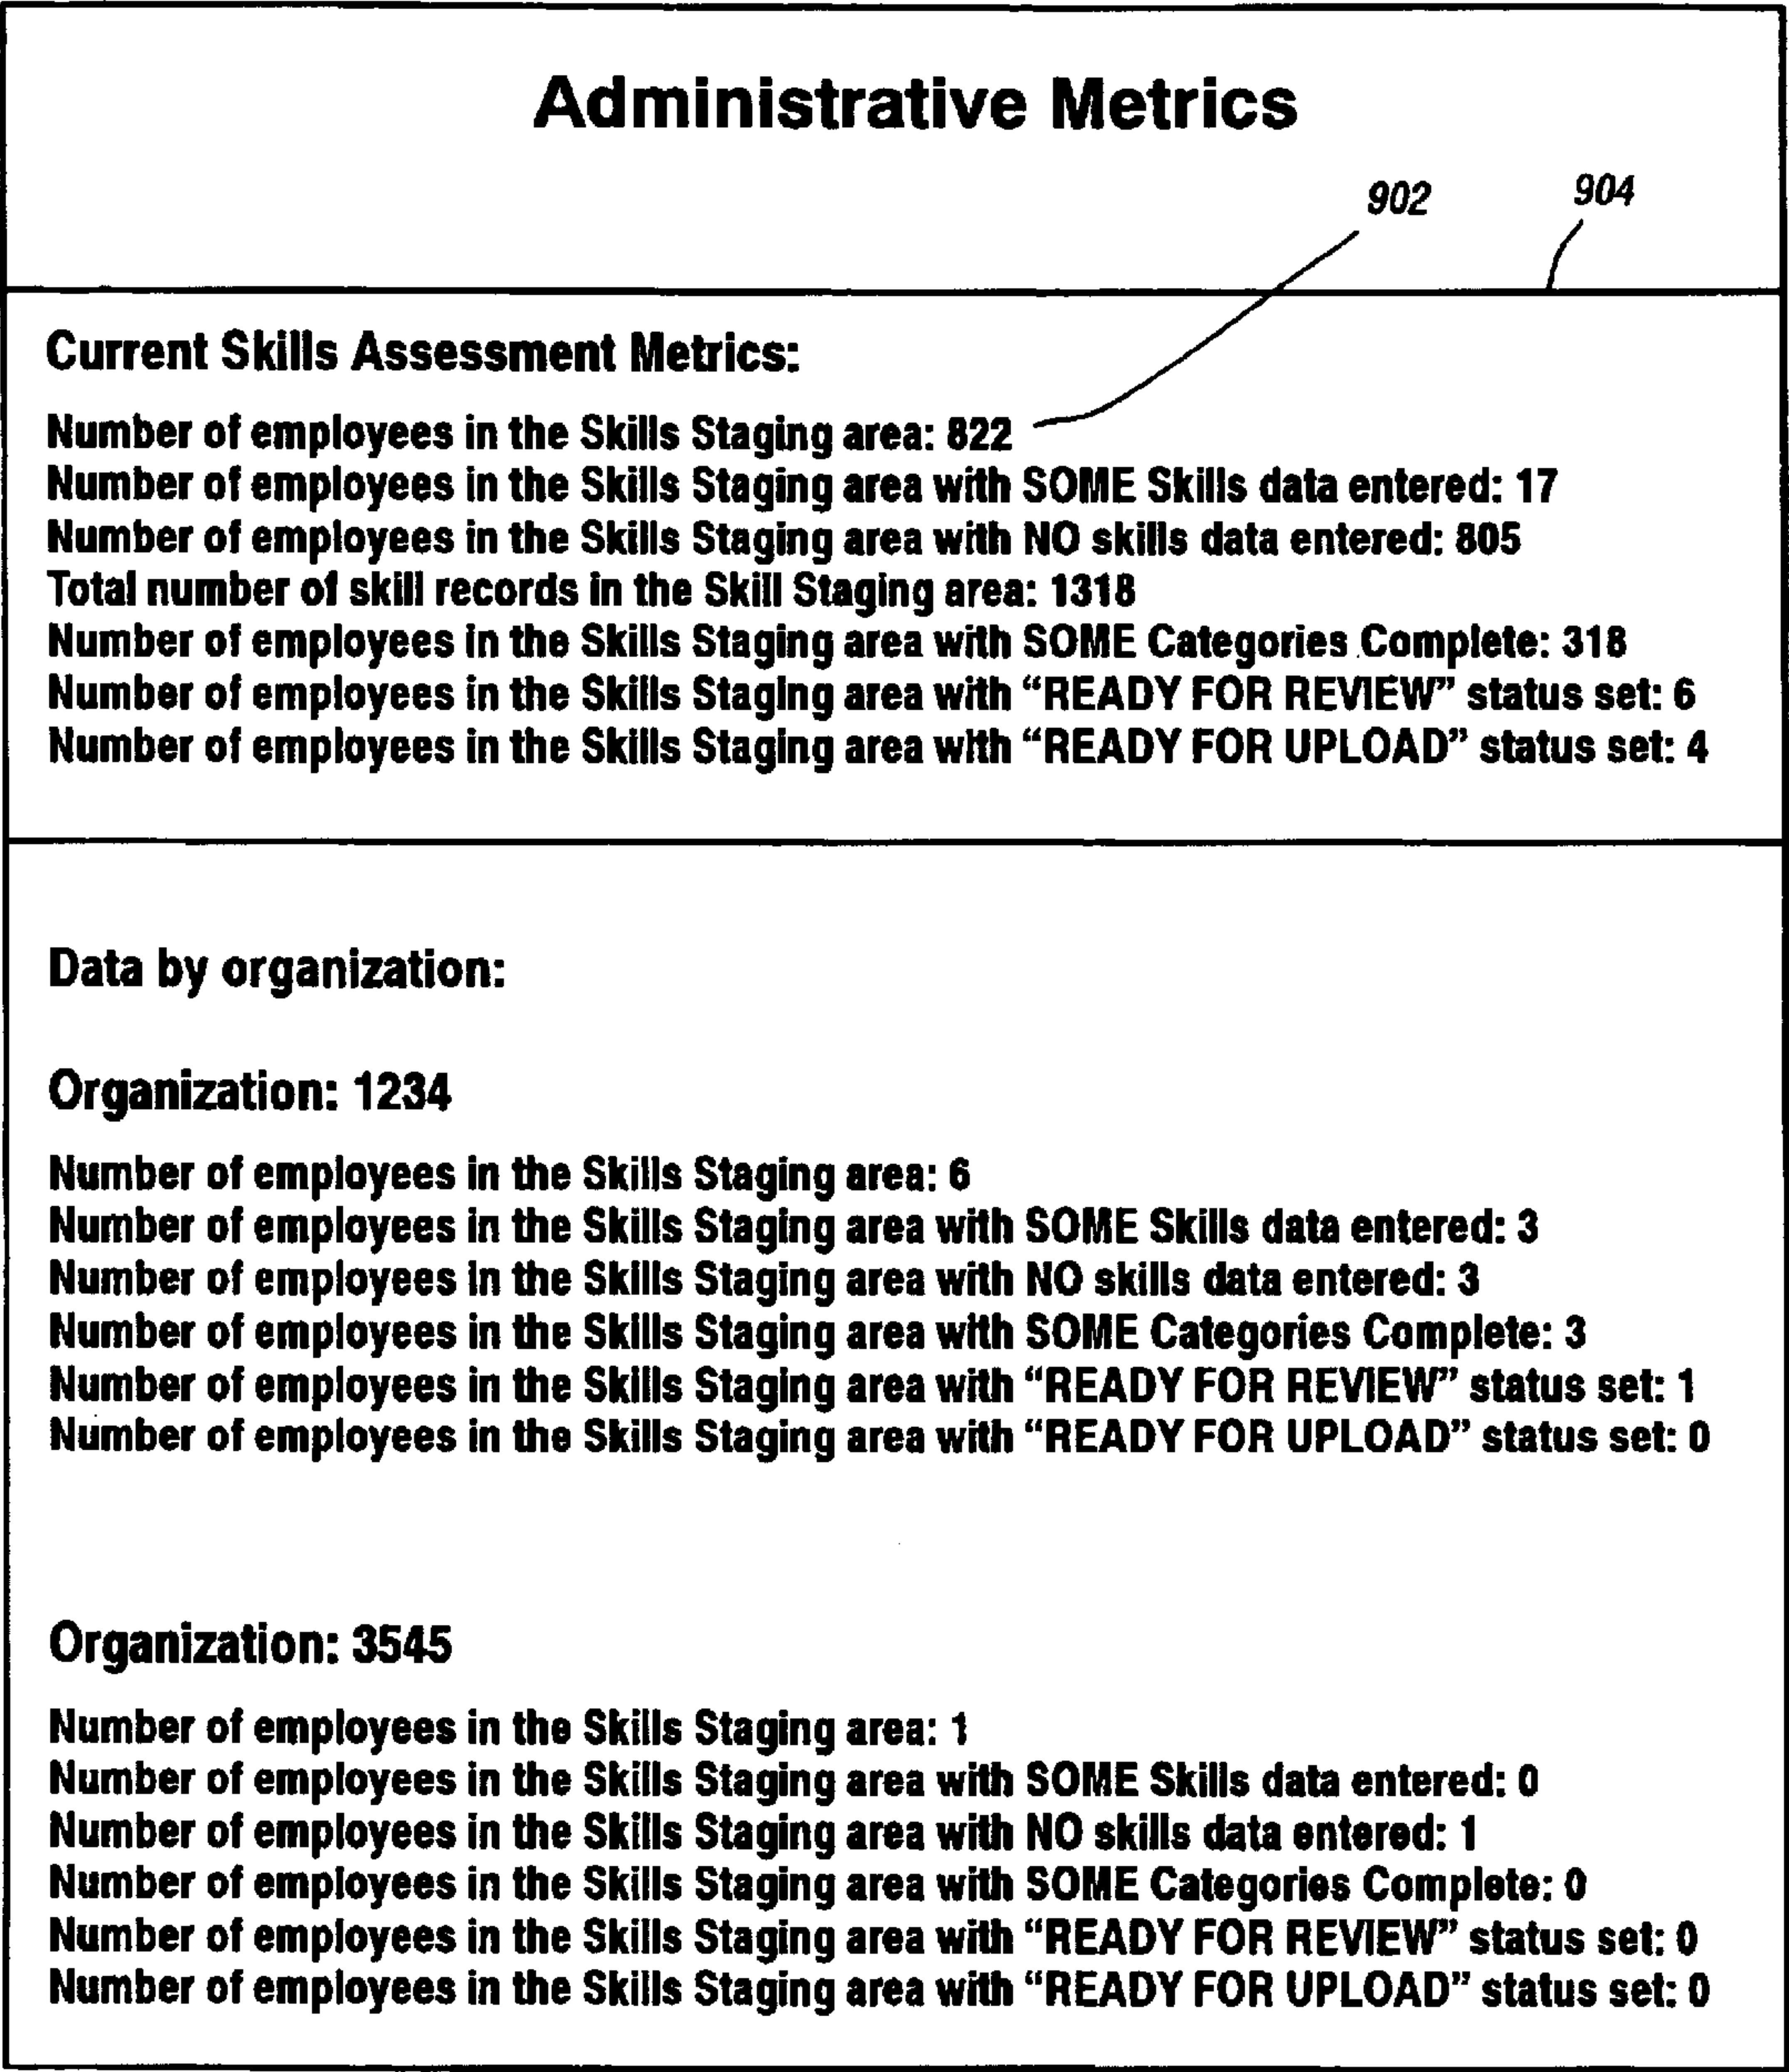 Administrative Metrics
902
904
Current Skills Assessment Metrics:
Number of employees in the Skills Staging area: 822
Number of employees in the Skills Staging area with SOME Skills data entered: 17
Number of employees in the Skills Staging area with NO skills data entered: 805
Total number of skill records in the Skill Staging area: 1318
Number of employees in the Skills Staging area with SOME Categories Complete: 318
Number of employees in the Skills Staging area with “READY FOR REVIEW” status set: 6
Number of employees in the Skills Staging area with “READY FOR UPLOAD” status set: 4
Data by organization:
Organization: 1234
Number of employees in the Skills Staging area: 6
Number of employees in the Skills Staging area with SOME Skills data entered: 3
Number of employees in the Skills Staging area with NO skills data entered: 3
Number of employees in the Skills Staging area with SOME Categories Complete: 3
Number of employees in the Skills Staging area with “READY FOR REVIEW” status set: 1
Number of employees in the Skills Staging area with “READY FOR UPLOAD” status set: 0
Organization: 3545
Number of employees in the Skills Staging area: 1
Number of employees in the Skills Staging area with SOME Skills data entered: 0
Number of employees in the Skills Staging area with NO skills data entered: 1
Number of employees in the Skills Staging area with SOME Categories Complete: 0
Number of employees in the Skills Staging area with “READY FOR REVIEW” status set: 0
Number of employees in the Skills Staging area with “READY FOR UPLOAD” status set: 0